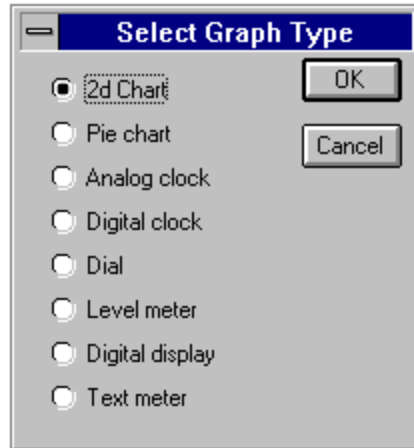 Select Graph Type
2d Chart
OK
Pie chart
Cancel
Analog clock
Digital clock
Dial
Level meter
Digital display
Text meter